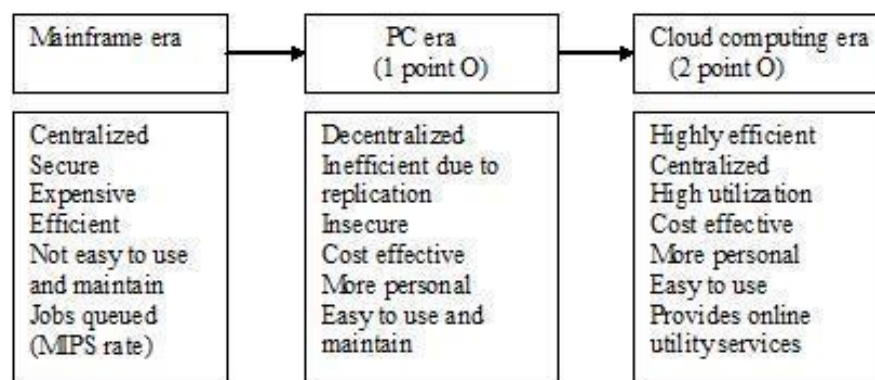 Mainframe era
PC era
(1 point O)
Cloud computing era
(2 point O)
Centralized
Secure
Expensive
Efficient
Not easy to use
and maintain
Jobs queued
(MIPS rate)
Decentralized
Inefficient due to
replication
Insecure
Cost effective
More personal
Easy to use and
maintain
Highly efficient
Centralized
High utilization
Cost effective
More personal
Easy to use
Provides online
utility services